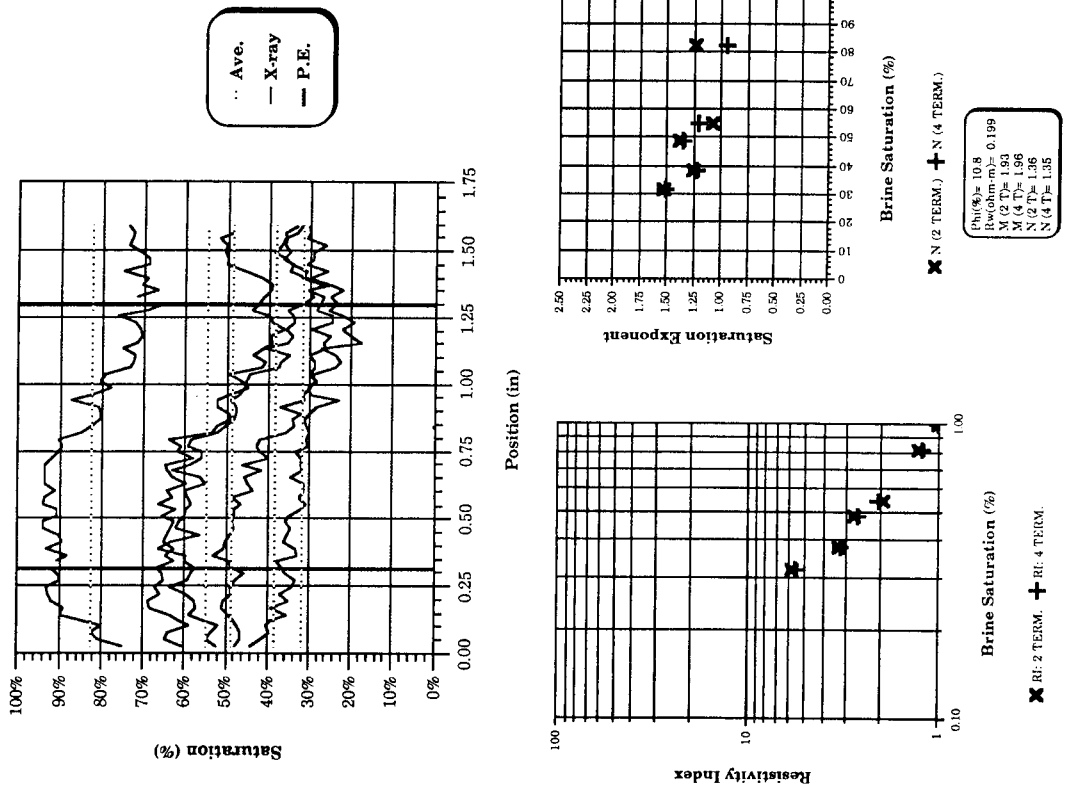 Saturation (%)
100%
90%
80%
70%
60%
50%
40%
30%
20%
10%
0%
0.00
0.25
0.50
0.75
1.00
1.25
1.50
1.75
Position (in)
Ave.
X-ray
P.E.
Resistivity Index
100
10
1
0.10
1.00
Brine Saturation (%)
RI: 2 TERM.
RI: 4 TERM.
Saturation Exponent
2.50
2.25
2.00
1.75
1.50
1.25
1.00
0.75
0.50
0.25
0.00
0
10
20
30
40
50
60
70
80
90
Brine Saturation (%)
N (2 TERM.)
N (4 TERM.)
Phi(%)= 10.8
Rw(ohm-m)= 0.199
M (2 T)= 1.93
M (4 T)= 1.96
N (2 T)= 1.36
N (4 T)= 1.35